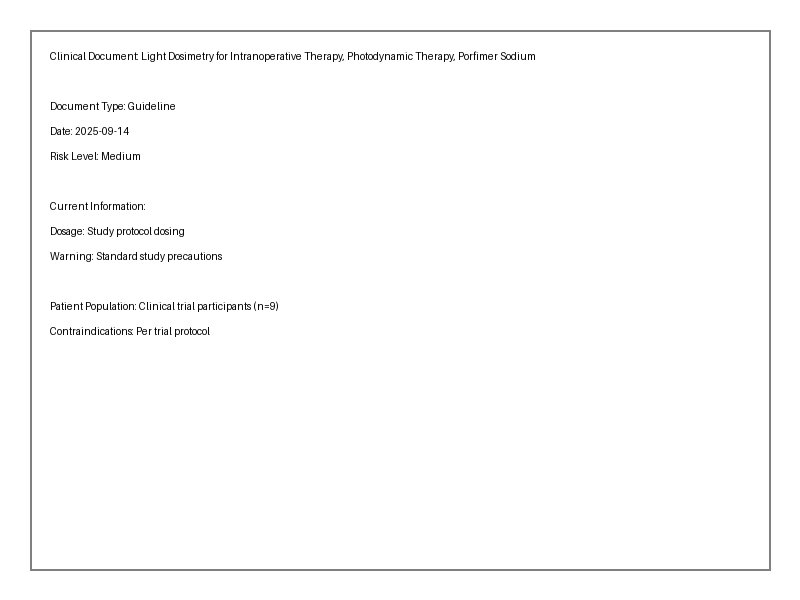 Clinical Document: Light Dosimetry for Intranoperative Therapy, Photodynamic Therapy, Porfimer Sodium
Document Type: Guideline
Date: 2025-09-14
Risk Level: Medium
Current Information:
Dosage: Study protocol dosing
Warning: Standard study precautions
Patient Population: Clinical trial participants (n=9)
Contraindications: Per trial protocol